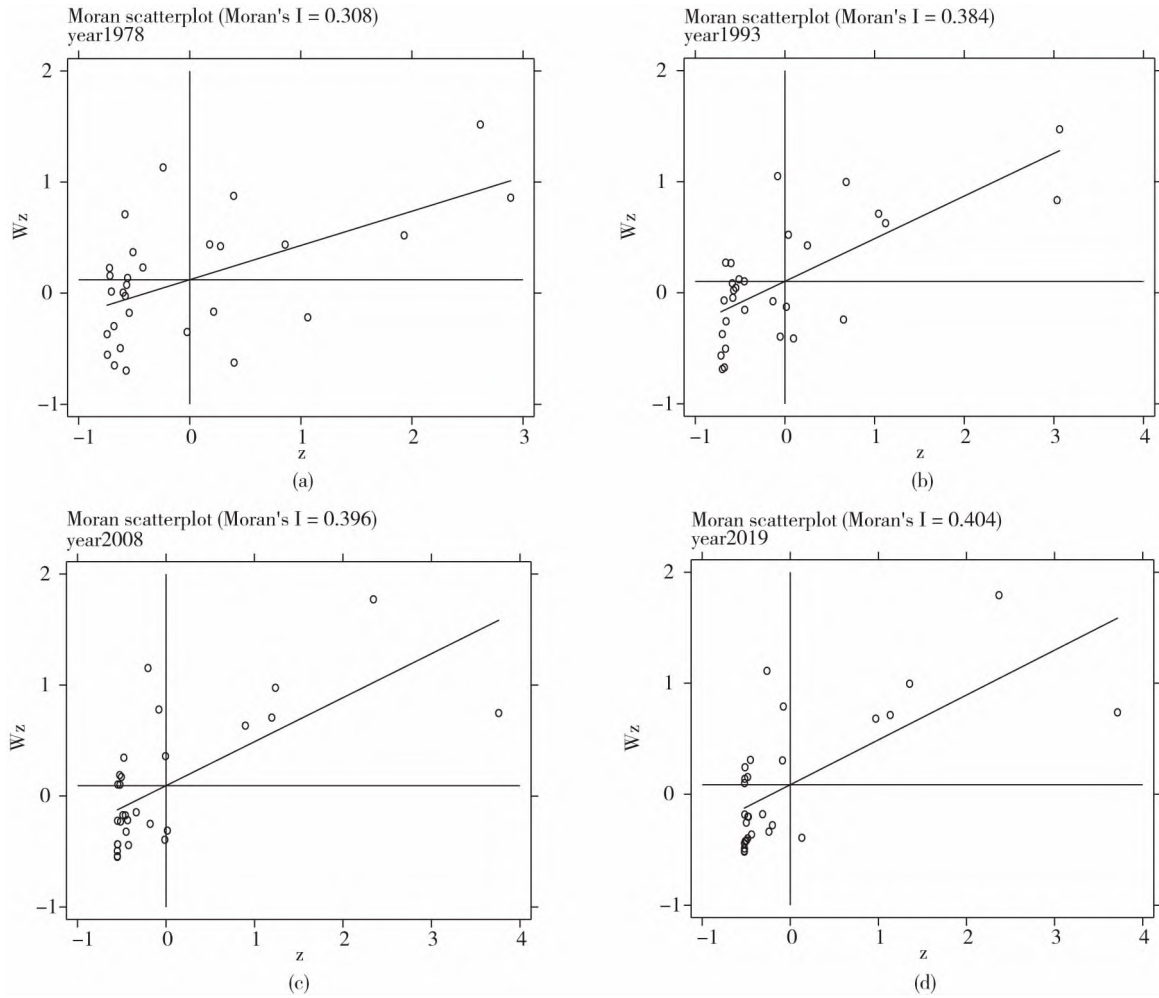 Moran scatterplot (Moran's I = 0.308)
year1978
2
1
0
−1
Wz
−1 0 1 2 3
z
(a)
Moran scatterplot (Moran's I = 0.384)
year1993
2
1
0
−1
Wz
−1 0 1 2 3 4
z
(b)
Moran scatterplot (Moran's I = 0.396)
year2008
2
1
0
−1
Wz
−1 0 1 2 3 4
z
(c)
Moran scatterplot (Moran's I = 0.404)
year2019
2
1
0
−1
Wz
−1 0 1 2 3 4
z
(d)